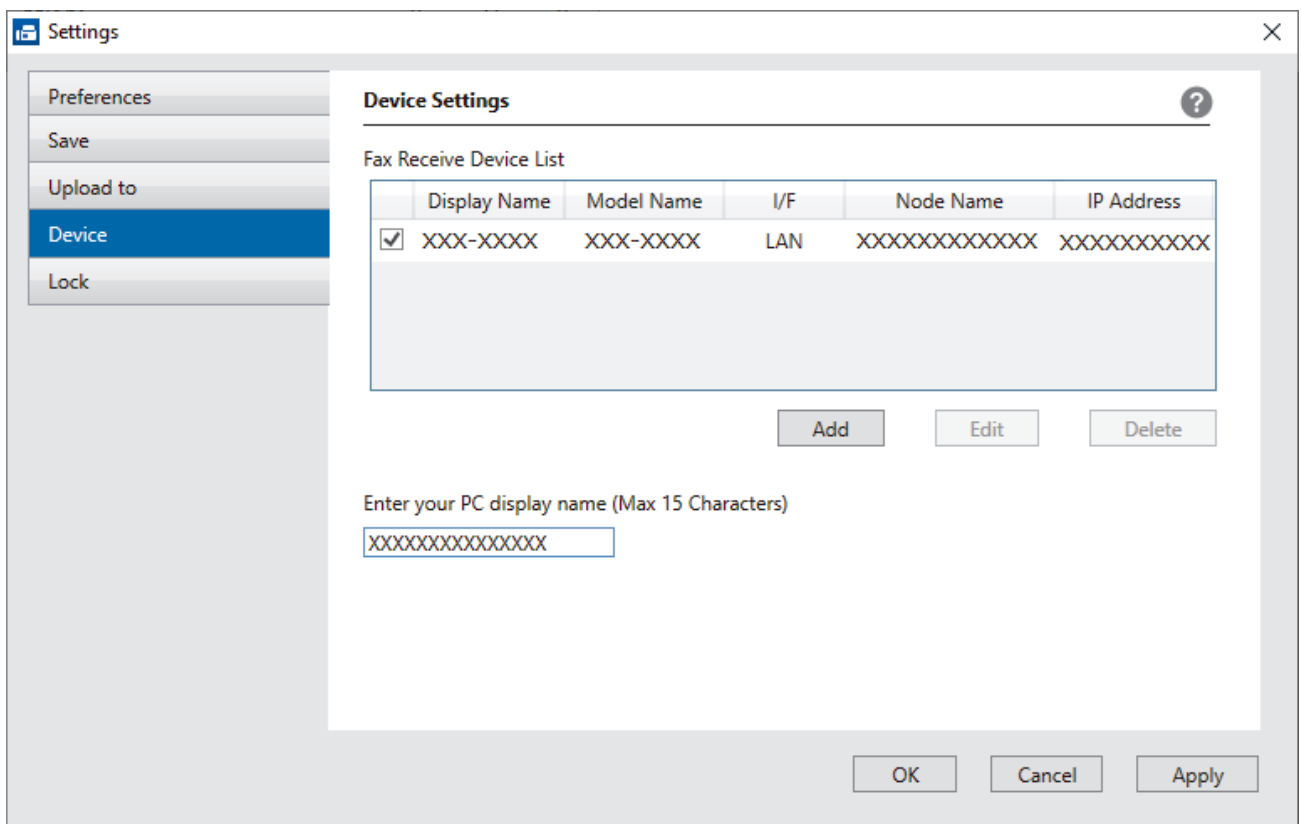 Settings
Preferences
Save
Upload to
Device
Lock
Device Settings
?
Fax Receive Device List
Display Name Model Name I/F Node Name IP Address
XXX-XXXX XXX-XXXX LAN XXXXXXXXXXXX XXXXXXXXXX
Add Edit Delete
Enter your PC display name (Max 15 Characters)
XXXXXXXXXXXXXXX
OK Cancel Apply